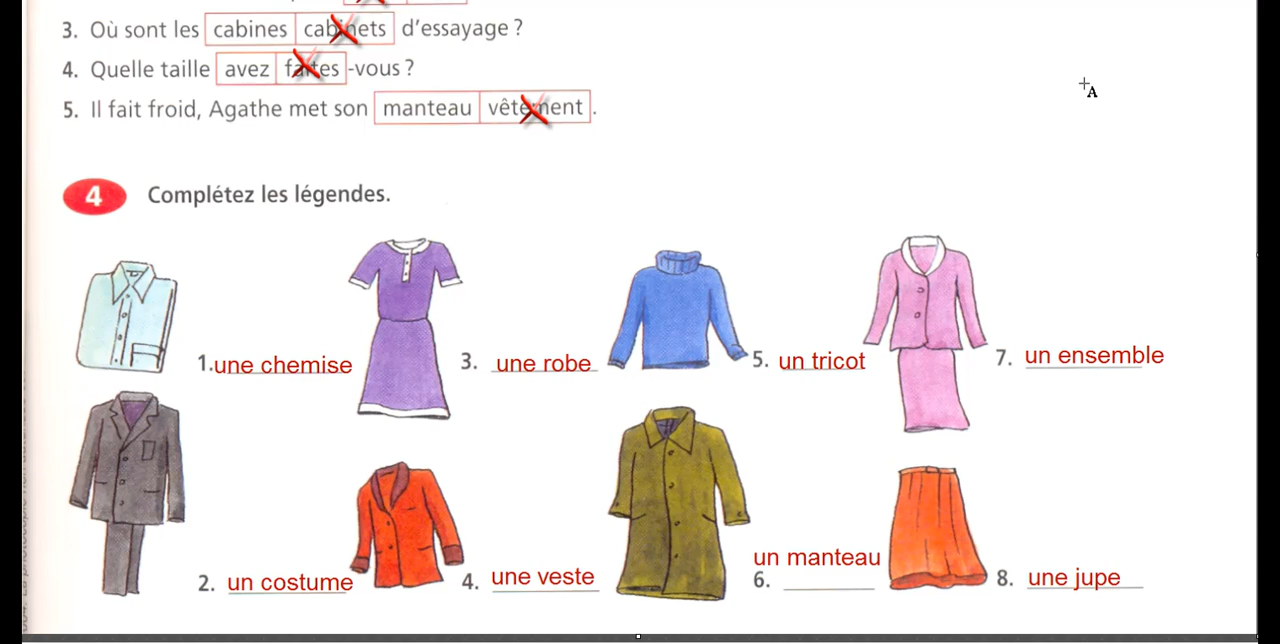 3. Où sont les cabines cabinets d'essayage ?
4. Quelle taille avez faites -vous ?
5. Il fait froid, Agathe met son manteau vêtement .
4 Complétez les légendes.
1. une chemise
3. une robe
5. un tricot
7. un ensemble
2. un costume
4. une veste
un manteau
6.
8. une jupe
A